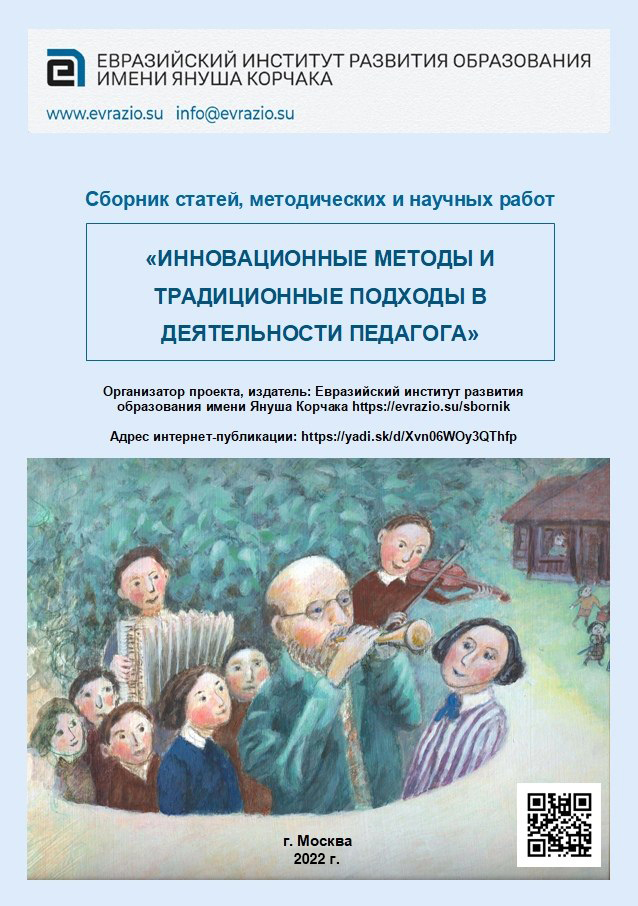 ЕВРАЗИЙСКИЙ ИНСТИТУТ РАЗВИТИЯ ОБРАЗОВАНИЯ
ИМЕНИ ЯНУША КОРЧАКА
www.evrazio.su info@evrazio.su
Сборник статей, методических и научных работ
«ИННОВАЦИОННЫЕ МЕТОДЫ И
ТРАДИЦИОННЫЕ ПОДХОДЫ В
ДЕЯТЕЛЬНОСТИ ПЕДАГОГА»
Организатор проекта, издатель: Евразийский институт развития
образования имени Януша Корчака https://evrazio.su/sbornik
Адрес интернет-публикации: https://yadi.sk/d/Xvn06WOy3QThfp
г. Москва
2022 г.